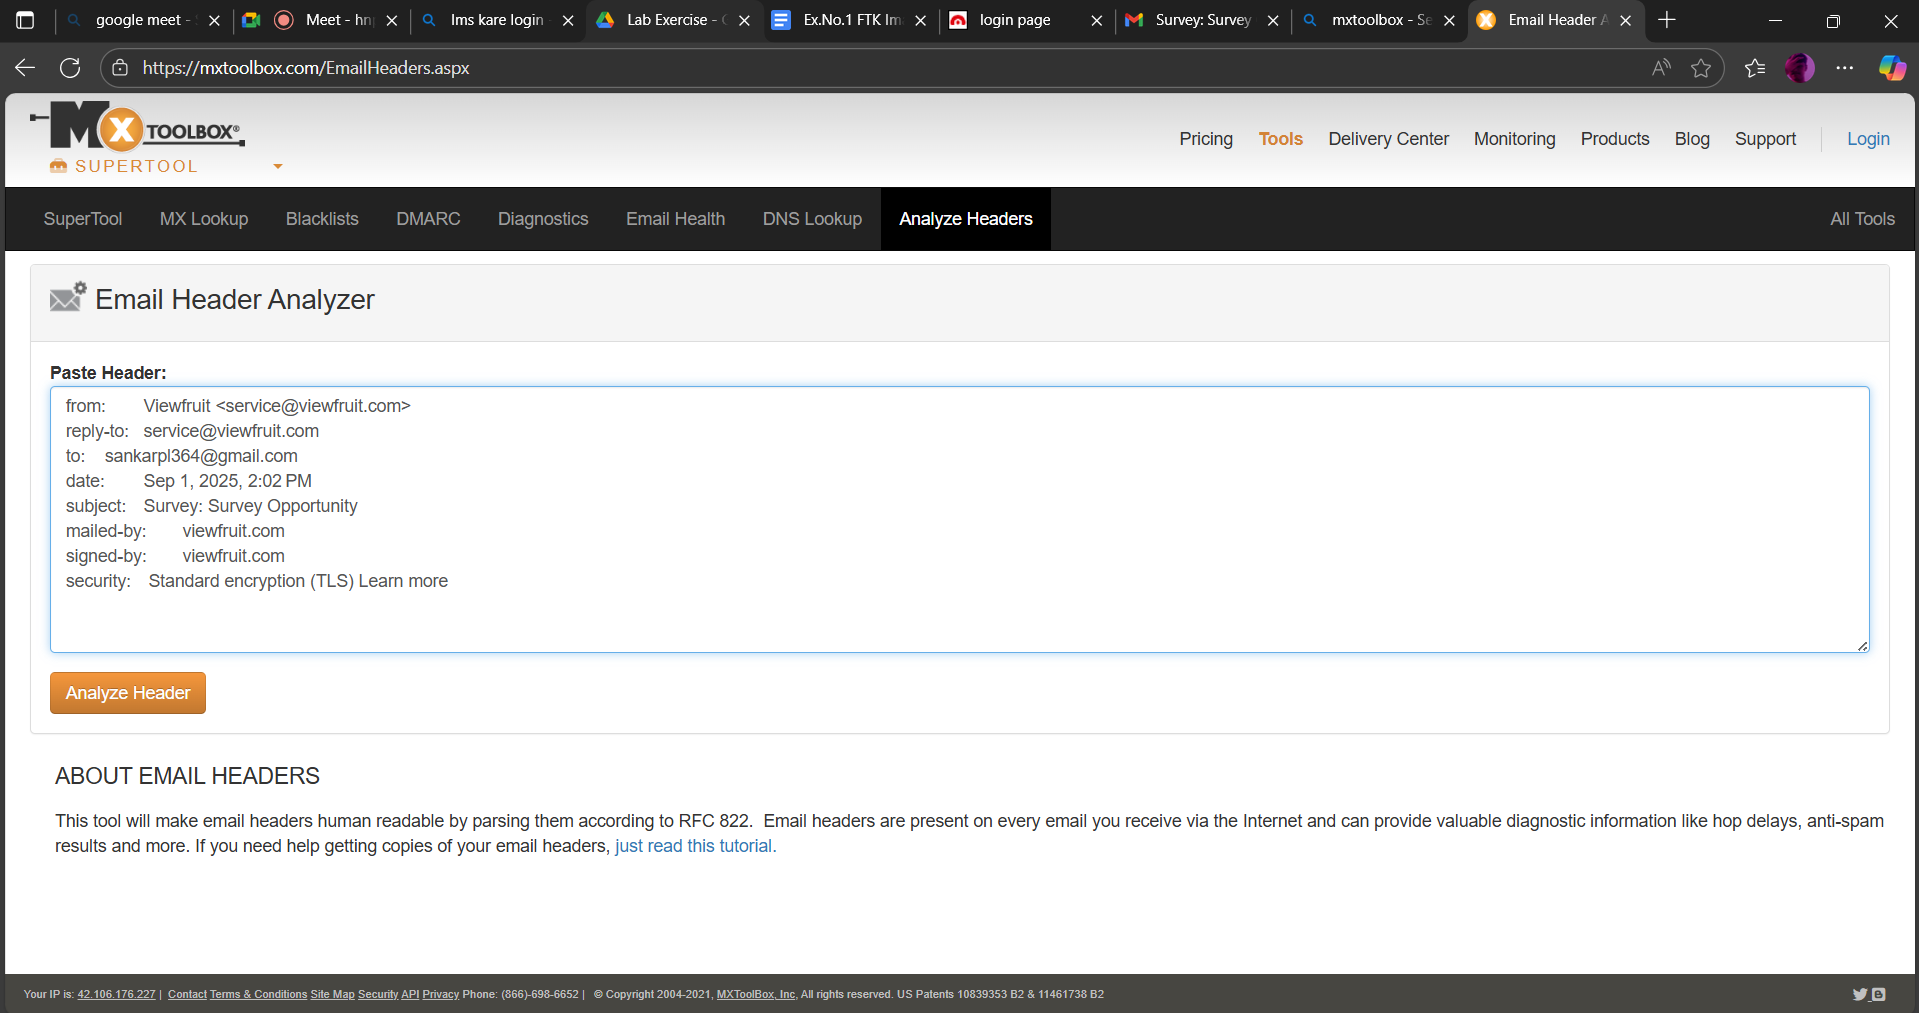 google meet -
Meet - hn
lms kare login
Lab Exercise -
Ex.No.1 FTK Im
login page
Survey: Survey
mxtoolbox - Se
Email Header A
https://mxtoolbox.com/EmailHeaders.aspx
MX TOOLBOX®
SUPERTOOL
Pricing Tools Delivery Center Monitoring Products Blog Support Login
SuperTool MX Lookup Blacklists DMARC Diagnostics Email Health DNS Lookup Analyze Headers All Tools
Email Header Analyzer
Paste Header:
from: Viewfruit <service@viewfruit.com>
reply-to: service@viewfruit.com
to: sankarpl364@gmail.com
date: Sep 1, 2025, 2:02 PM
subject: Survey: Survey Opportunity
mailed-by: viewfruit.com
signed-by: viewfruit.com
security: Standard encryption (TLS) Learn more
Analyze Header
ABOUT EMAIL HEADERS
This tool will make email headers human readable by parsing them according to RFC 822. Email headers are present on every email you receive via the Internet and can provide valuable diagnostic information like hop delays, anti-spam
results and more. If you need help getting copies of your email headers, just read this tutorial.
Your IP is: 42.106.176.227 | Contact Terms & Conditions Site Map Security API Privacy Phone: (866)-698-6652 | © Copyright 2004-2021, MXToolBox, Inc, All rights reserved. US Patents 10839353 B2 & 11461738 B2